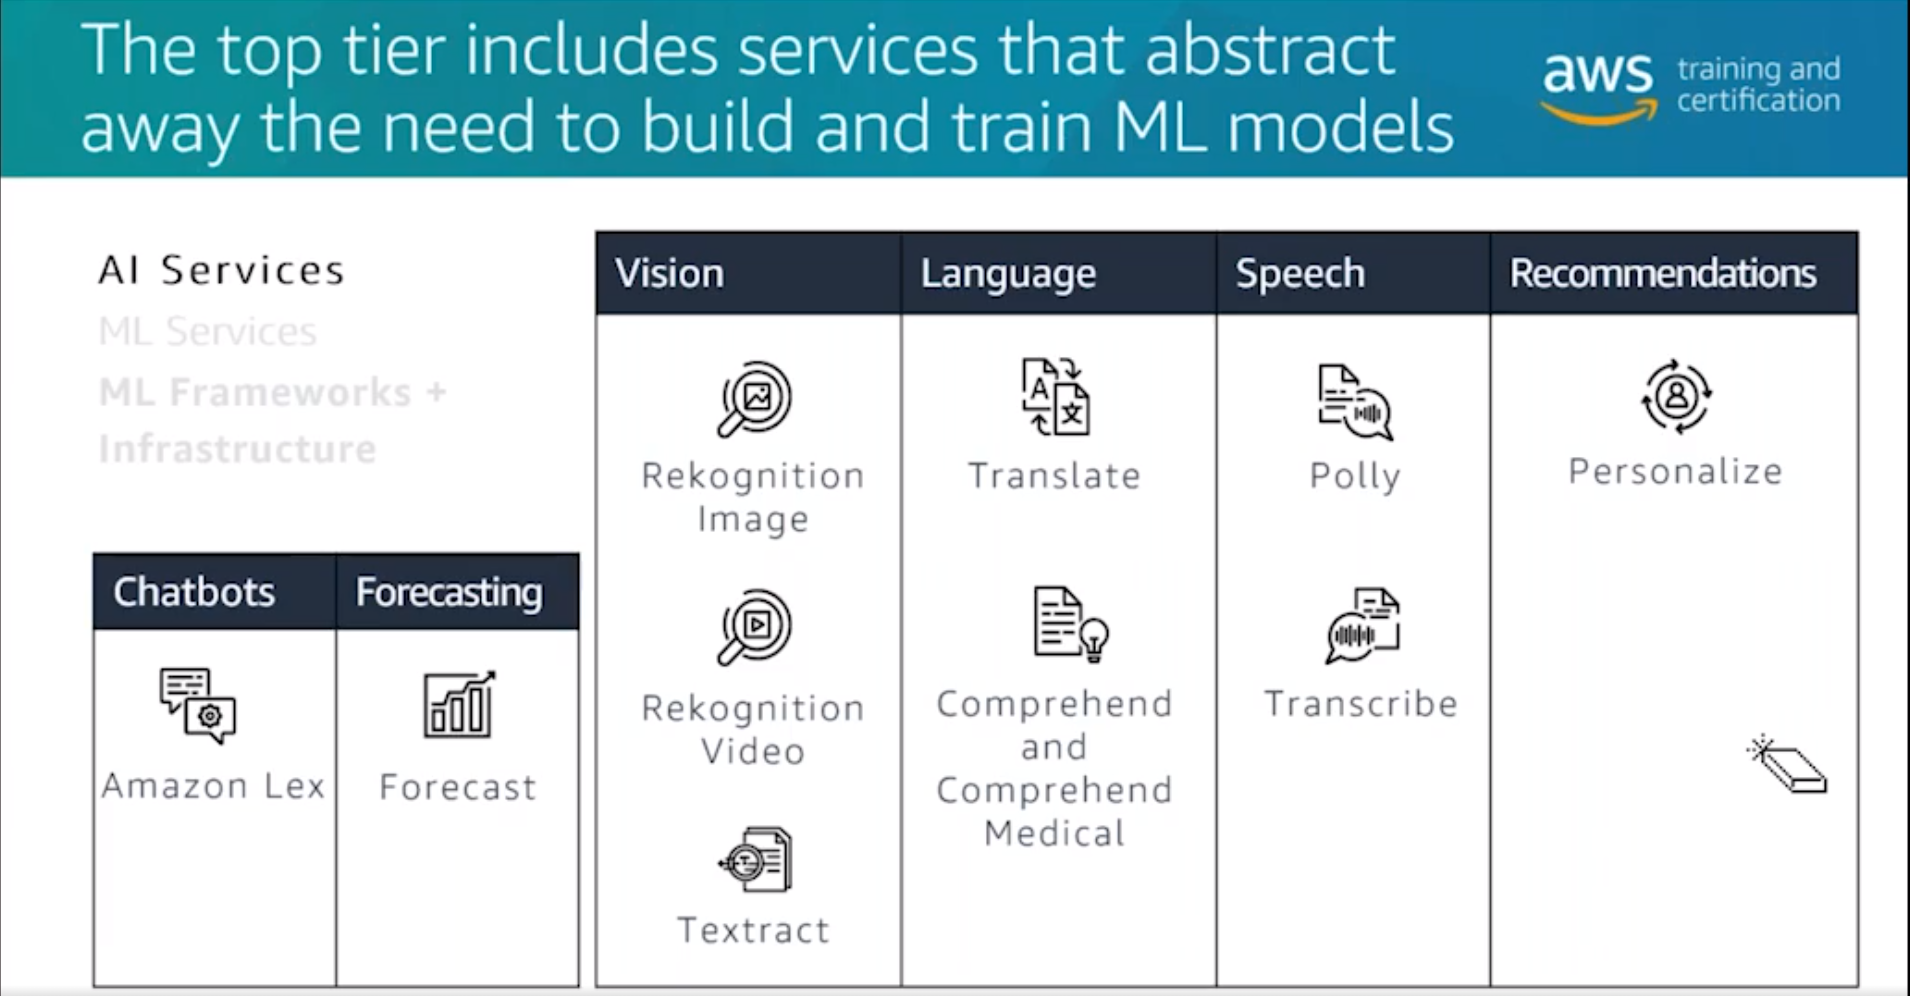 The top tier includes services that abstract
away the need to build and train ML models
aws training and
certification
AI Services
ML Services
ML Frameworks +
Infrastructure
Chatbots
Forecasting
Amazon Lex
Forecast
Vision
Language
Speech
Recommendations
Rekognition
Image
Translate
Polly
Personalize
Rekognition
Video
Comprehend
and
Comprehend
Medical
Transcribe
Textract